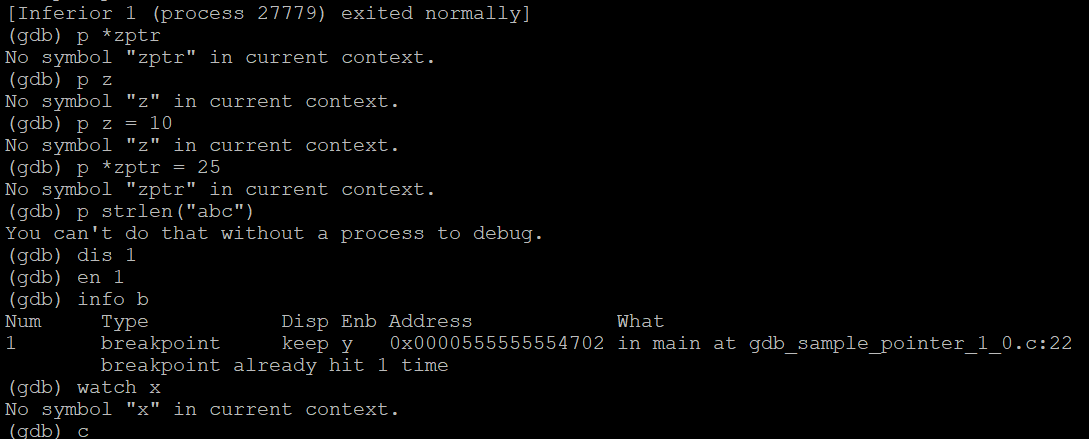 [Inferior 1 (process 27779) exited normally]
(gdb) p *zptr
No symbol "zptr" in current context.
(gdb) p z
No symbol "z" in current context.
(gdb) p z = 10
No symbol "z" in current context.
(gdb) p *zptr = 25
No symbol "zptr" in current context.
(gdb) p strlen("abc")
You can't do that without a process to debug.
(gdb) dis 1
(gdb) en 1
(gdb) info b
Num     Type           Disp Enb Address            What
1       breakpoint     keep y   0x0000555555554702 in main at gdb_sample_pointer_1_0.c:22
        breakpoint already hit 1 time
(gdb) watch x
No symbol "x" in current context.
(gdb) c